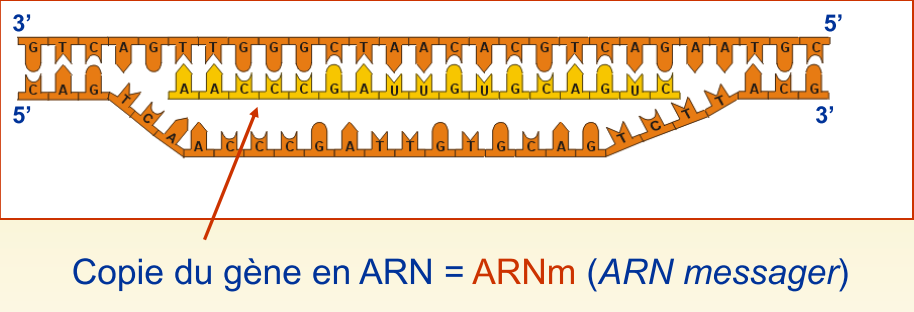 3’ 5’
G T C A G T T G G G C T A A C A C G T C A G A A T G C
A A C C C G A U U G U G C A G U C
C A G T C A A C C C G A T T G T G C A G T C T T A C G
5’ 3’
Copie du gène en ARN = ARNm (ARN messager)